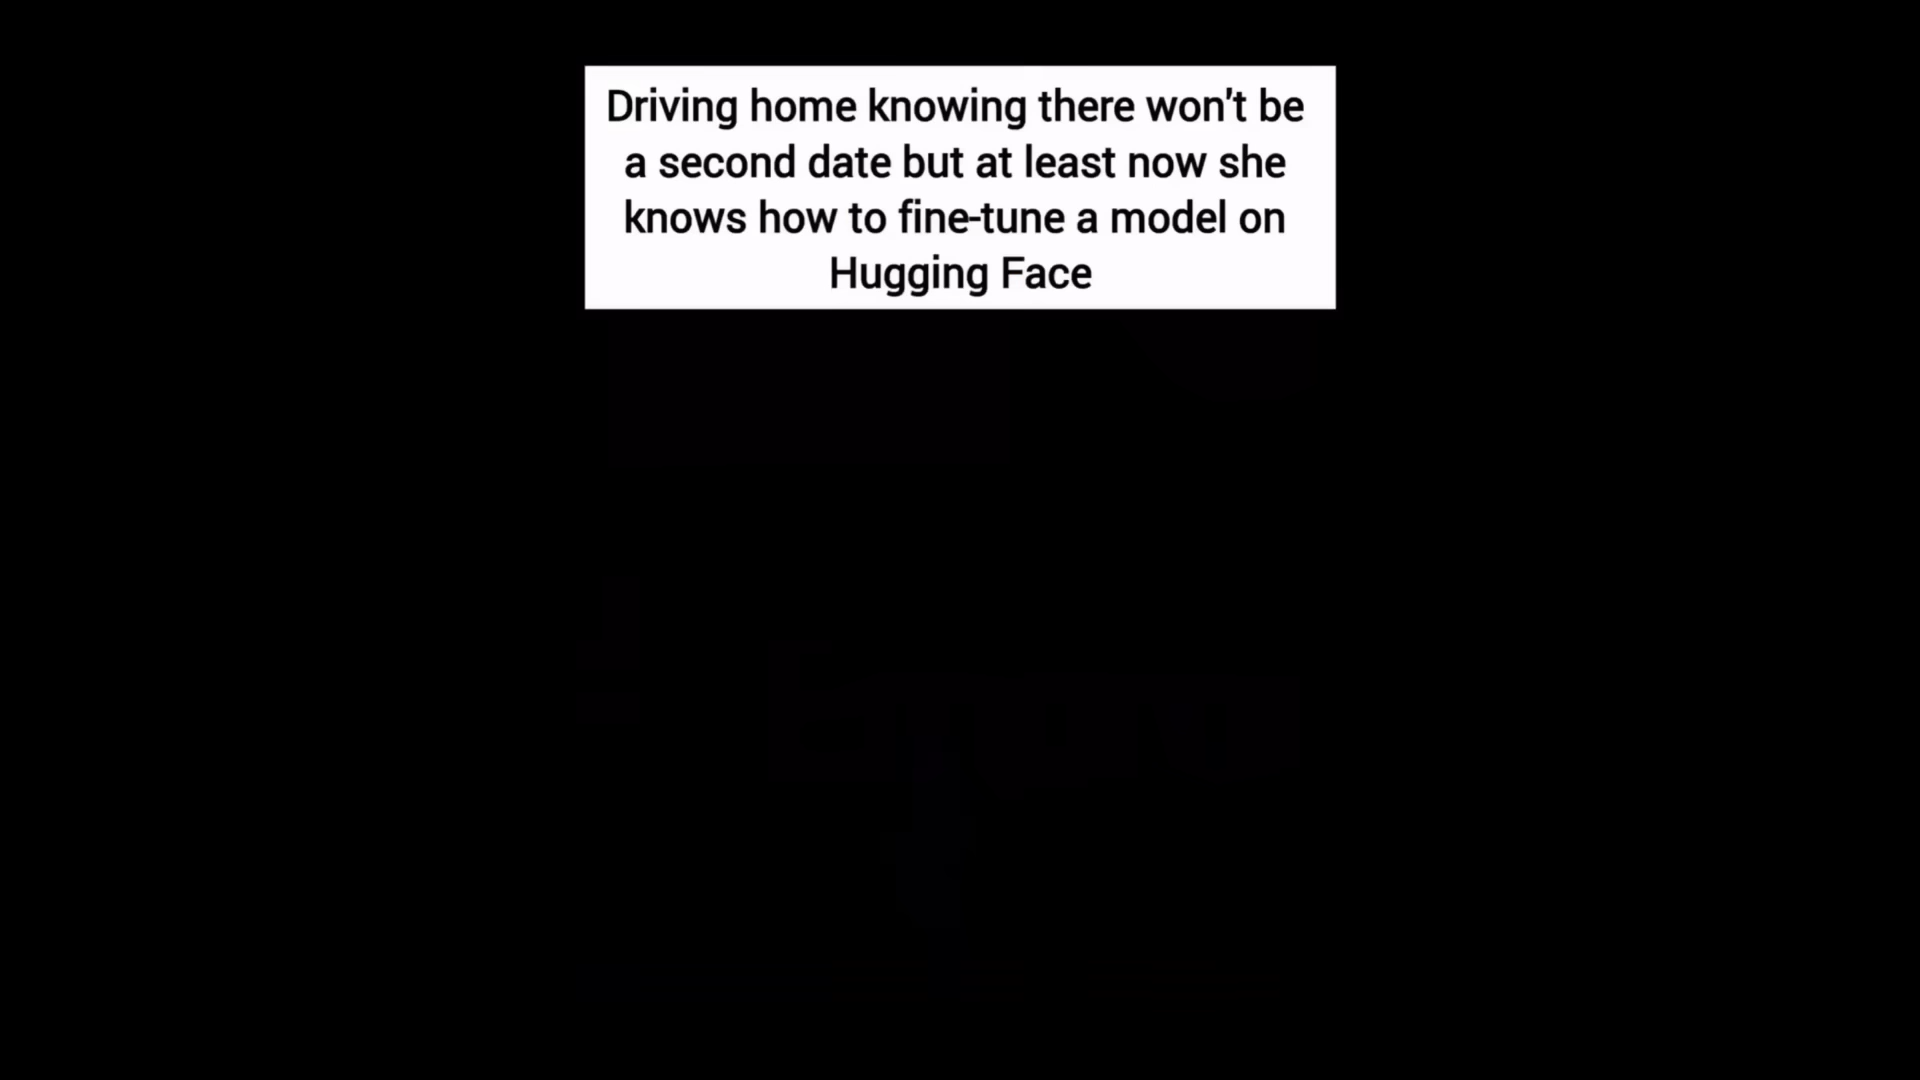 Driving home knowing there won't be
a second date but at least now she
knows how to fine-tune a model on
Hugging Face